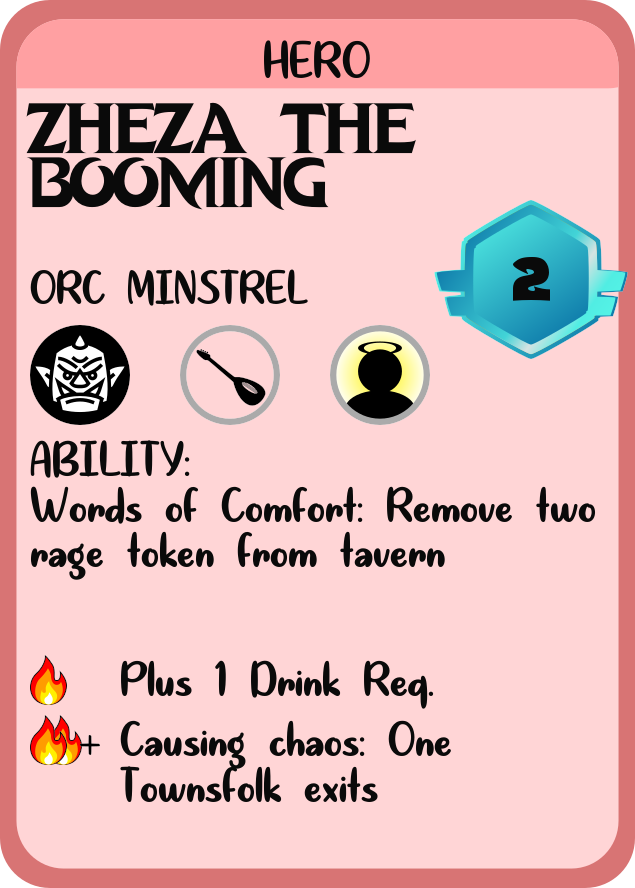 HERO
ZHEZA THE
BOOMING
2
ORC MINSTREL
ABILITY:
Words of Comfort: Remove two
rage token from tavern
Plus 1 Drink Req.
+ Causing chaos: One
Townsfolk exits